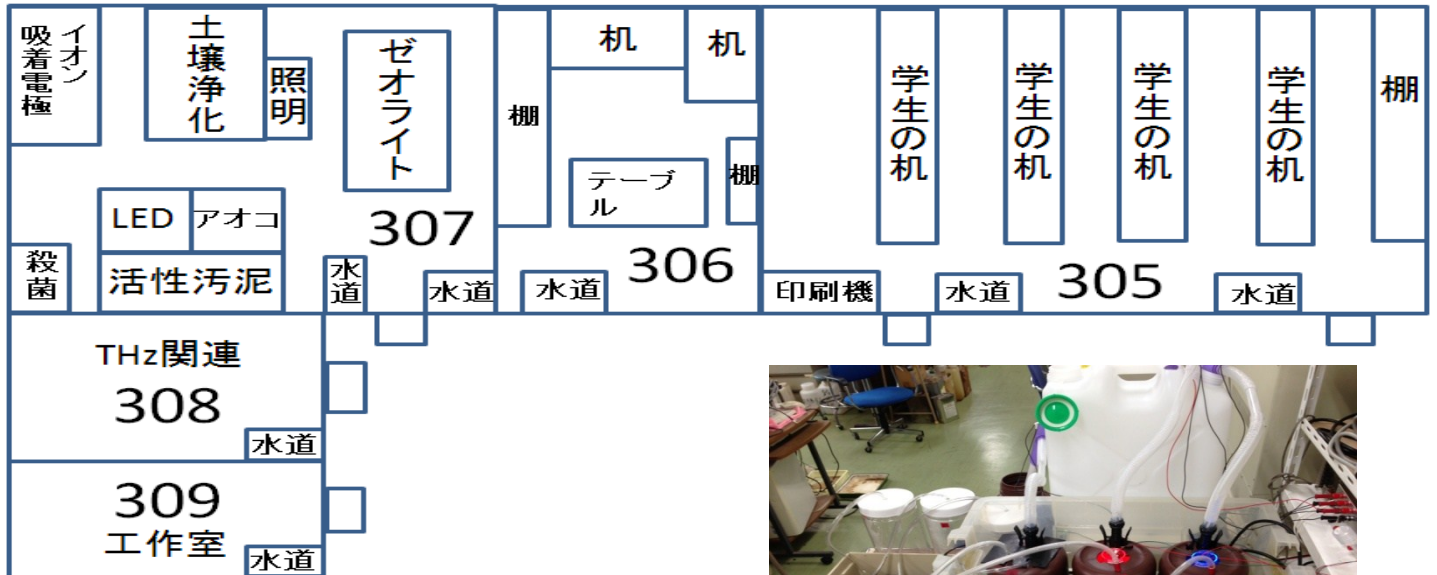 イオン
吸着電極
土壌浄化
照明
ゼオライト
LED
アオコ
活性汚泥
殺菌
307
水道
水道
棚
机
机
棚
テーブ
ル
306
水道
学生の机
学生の机
学生の机
学生の机
棚
印刷機
水道
305
水道
THz関連
308
水道
309
工作室
水道